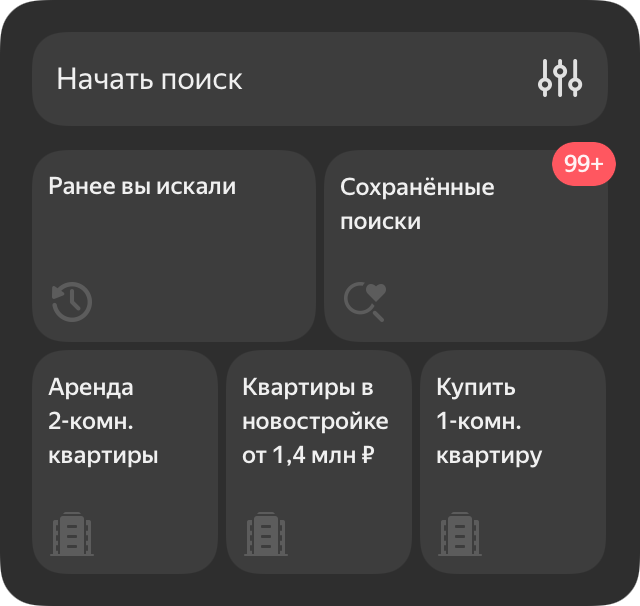 Начать поиск
Ранее вы искали
99+
Сохранённые
поиски
Аренда
2-комн.
квартиры
Квартиры в
новостройке
от 1,4 млн ₽
Купить
1-комн.
квартиру